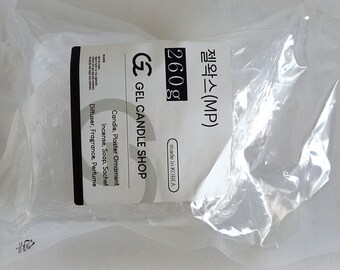 젤왁스(MP)
260g
GEL CANDLE SHOP
made in KOREA
Candle, Plaster Ornament
Incense, Soap, Sachet
Diffuser, Fragrance, Perfume